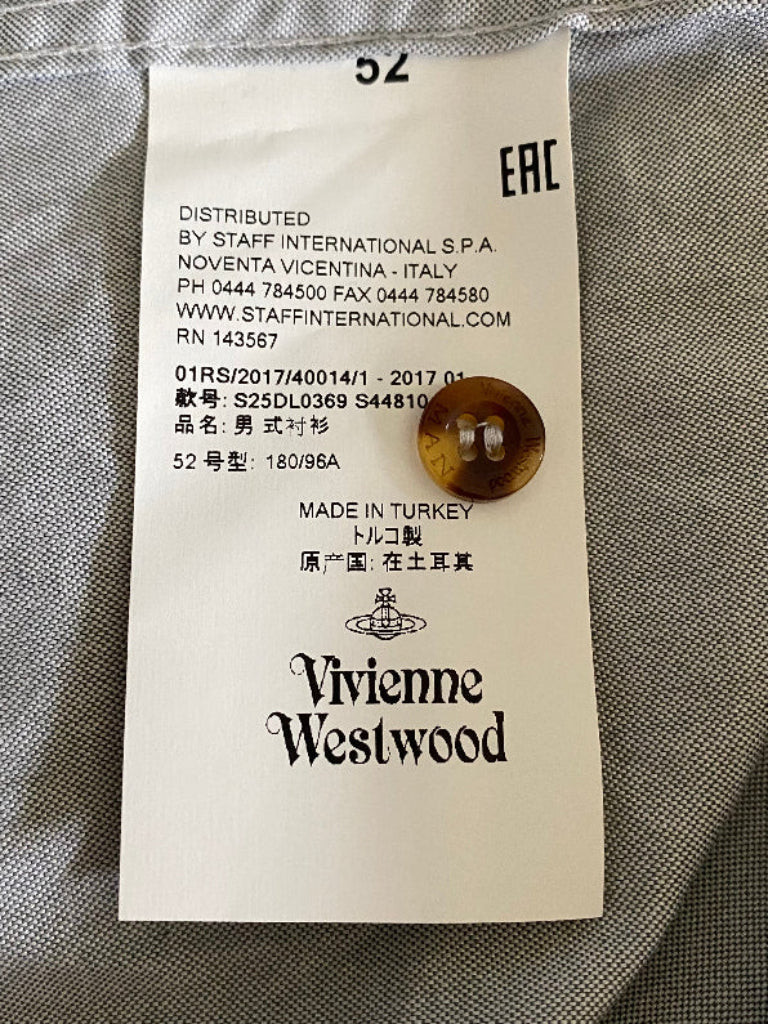 52
EAC
DISTRIBUTED
BY STAFF INTERNATIONAL S.P.A.
NOVENTA VICENTINA - ITALY
PH 0444 784500 FAX 0444 784580
WWW.STAFFINTERNATIONAL.COM
RN 143567
01RS/2017/40014/1 - 2017 01
款号: S25DL0369 S44810
品名: 男 式衬衫
52 号型: 180/96A
Vivienne Westwood
MAN
MADE IN TURKEY
トルコ製
原产国: 在土耳其
Vivienne
Westwood